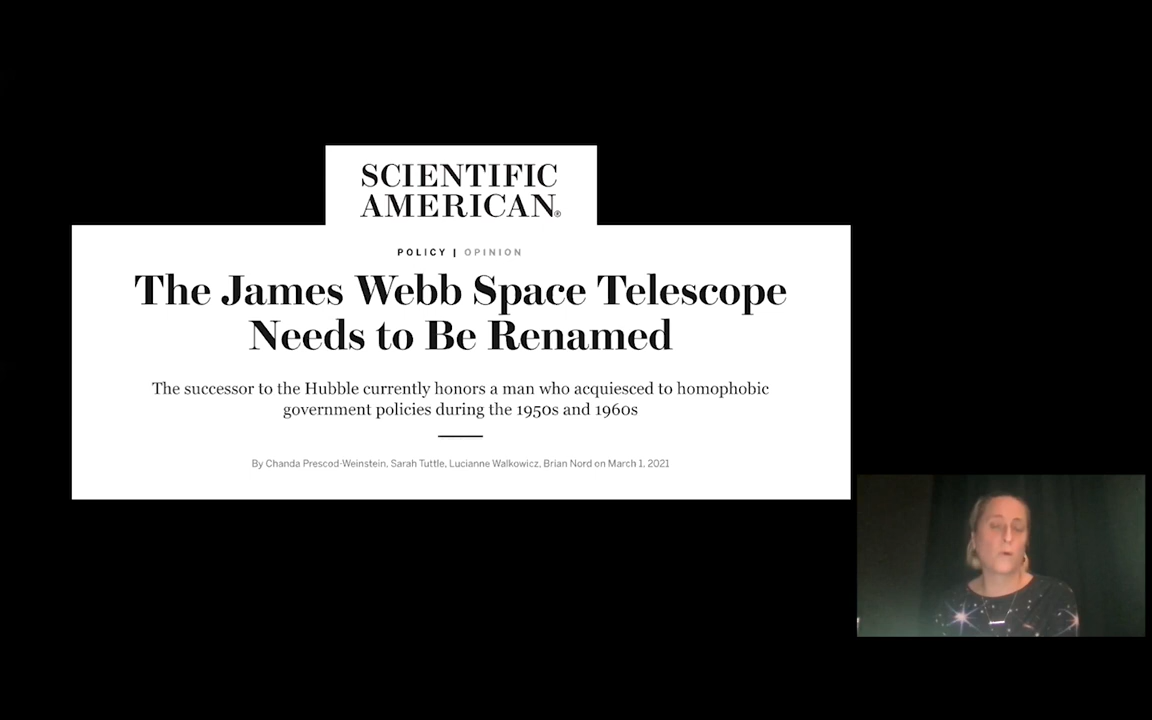 SCIENTIFIC
AMERICAN®
POLICY | OPINION
The James Webb Space Telescope
Needs to Be Renamed
The successor to the Hubble currently honors a man who acquiesced to homophobic
government policies during the 1950s and 1960s
By Chanda Prescod-Weinstein, Sarah Tuttle, Lucianne Walkowicz, Brian Nord on March 1, 2021